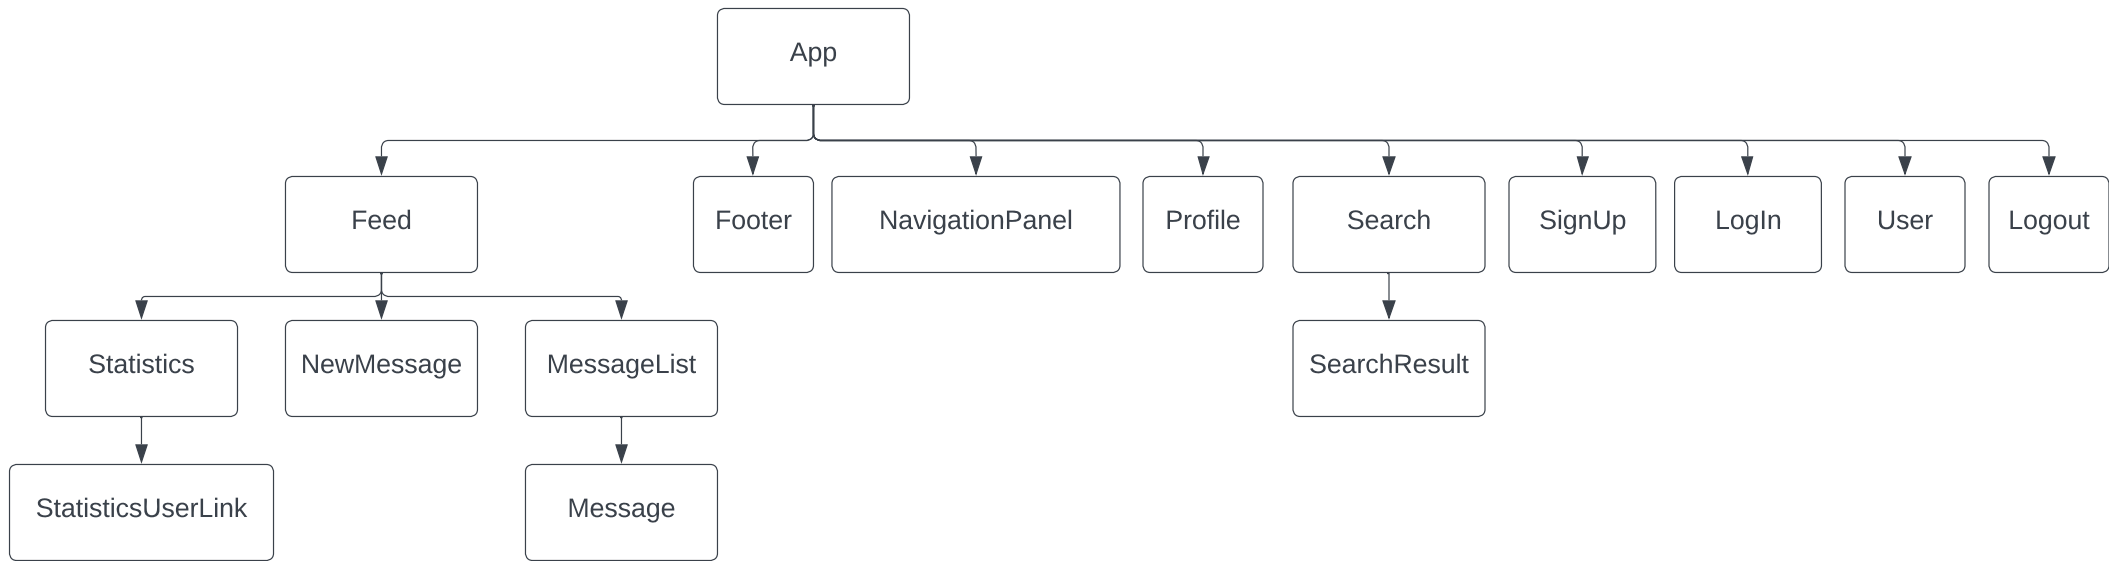 App
Feed
Footer
NavigationPanel
Profile
Search
SignUp
LogIn
User
Logout
Statistics
NewMessage
MessageList
SearchResult
StatisticsUserLink
Message